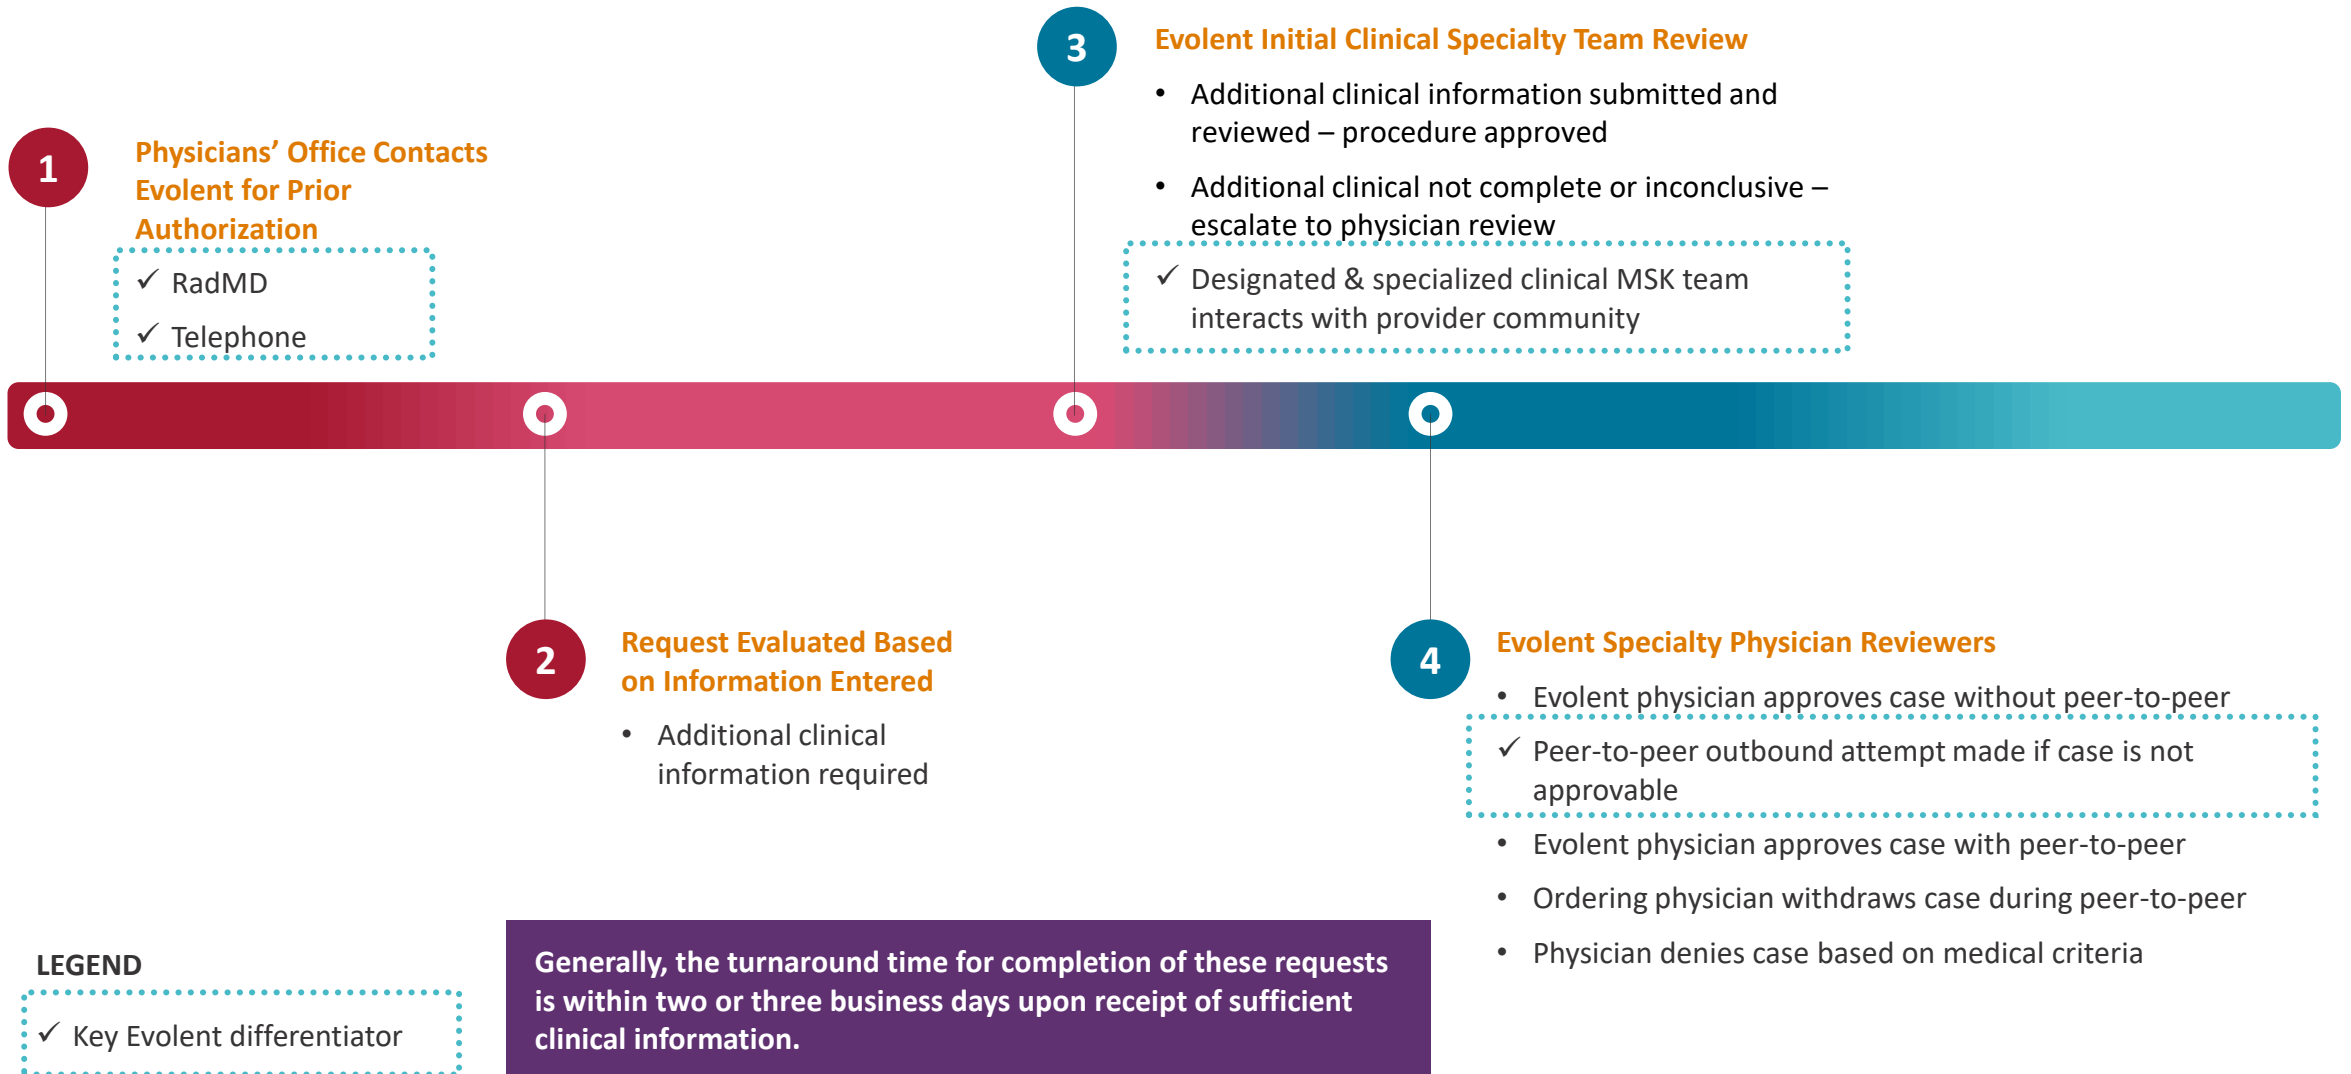 1
Physicians’ Office Contacts
Evolent for Prior
Authorization
✓ RadMD
✓ Telephone
2
Request Evaluated Based
on Information Entered
• Additional clinical
information required
3
Evolent Initial Clinical Specialty Team Review
• Additional clinical information submitted and
reviewed – procedure approved
• Additional clinical not complete or inconclusive –
escalate to physician review
✓ Designated & specialized clinical MSK team
interacts with provider community
4
Evolent Specialty Physician Reviewers
• Evolent physician approves case without peer-to-peer
✓ Peer-to-peer outbound attempt made if case is not
approvable
• Evolent physician approves case with peer-to-peer
• Ordering physician withdraws case during peer-to-peer
• Physician denies case based on medical criteria
LEGEND
✓ Key Evolent differentiator
Generally, the turnaround time for completion of these requests
is within two or three business days upon receipt of sufficient
clinical information.